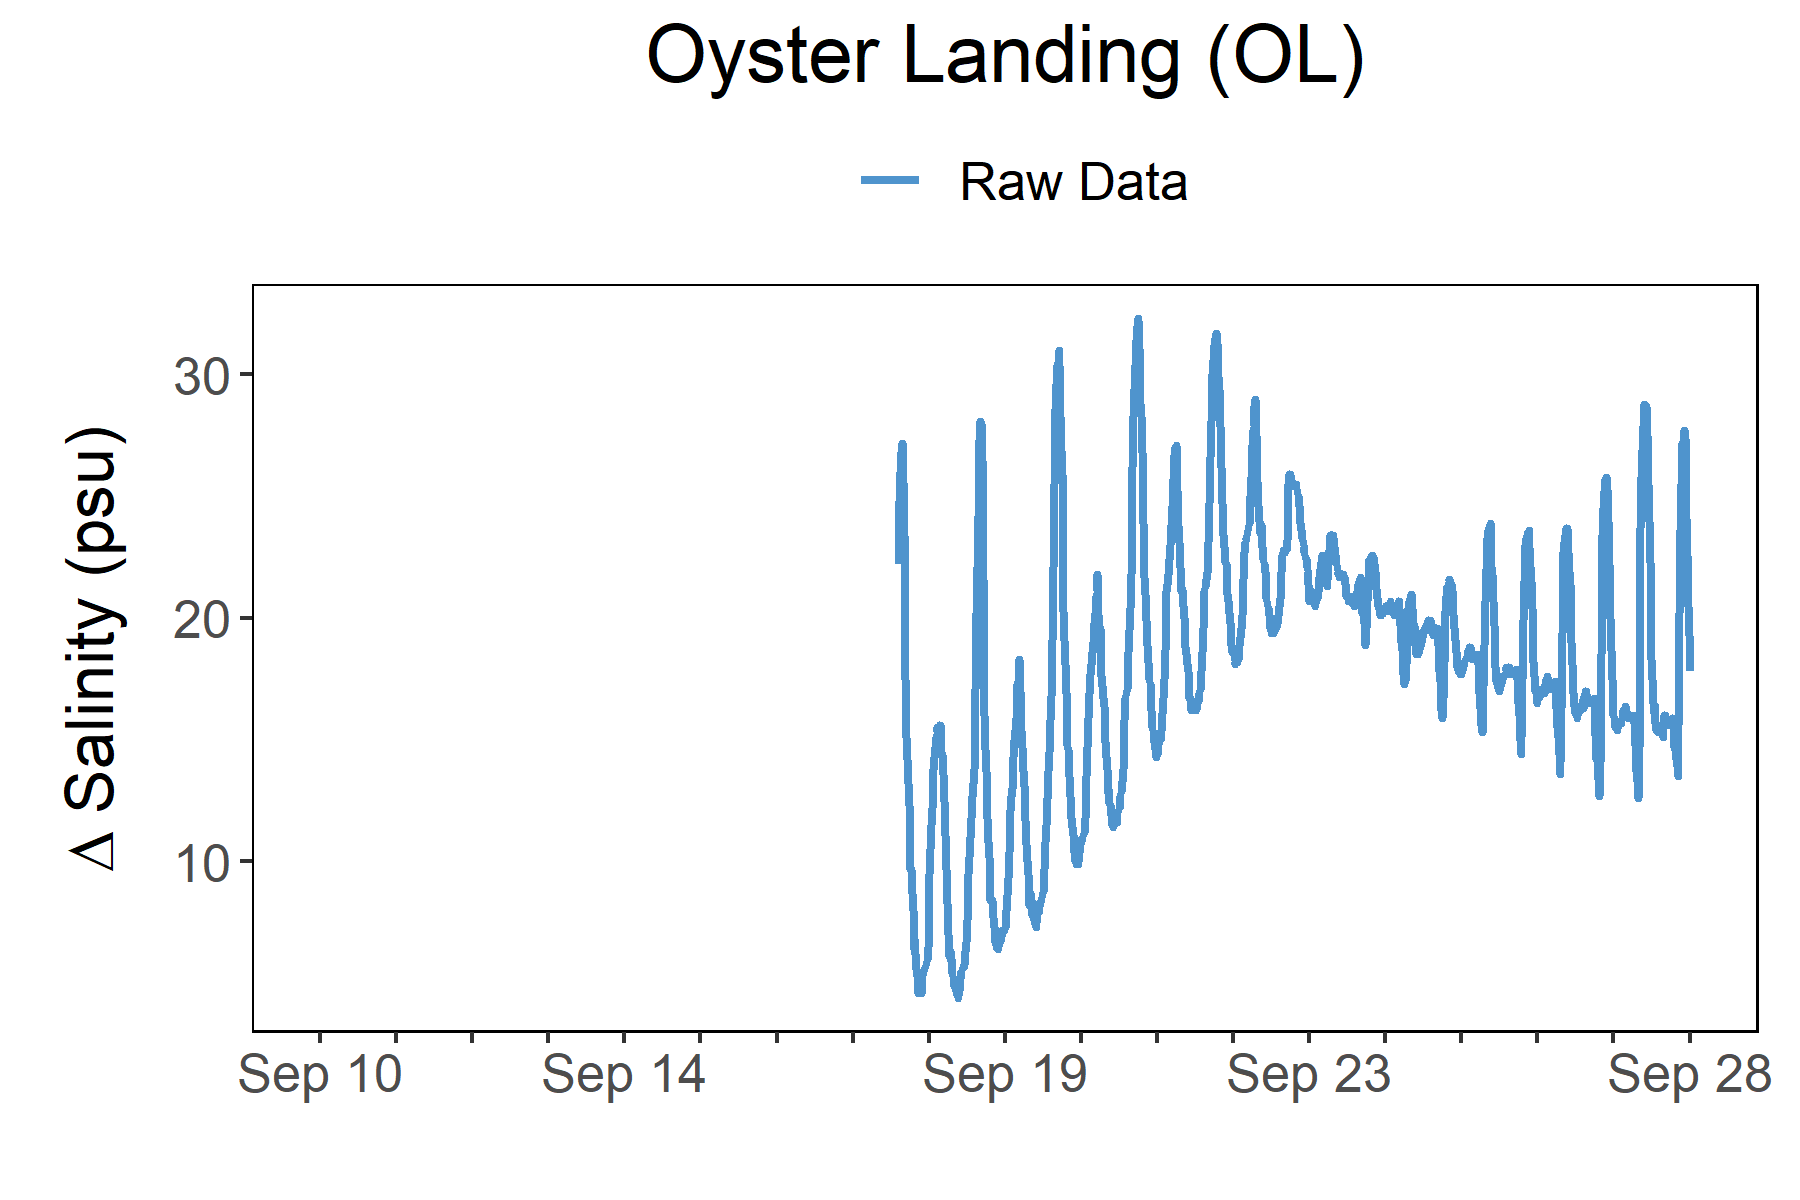 Oyster Landing (OL)
Raw Data
Δ Salinity (psu)
30
20
10
Sep 10 Sep 14 Sep 19 Sep 23 Sep 28